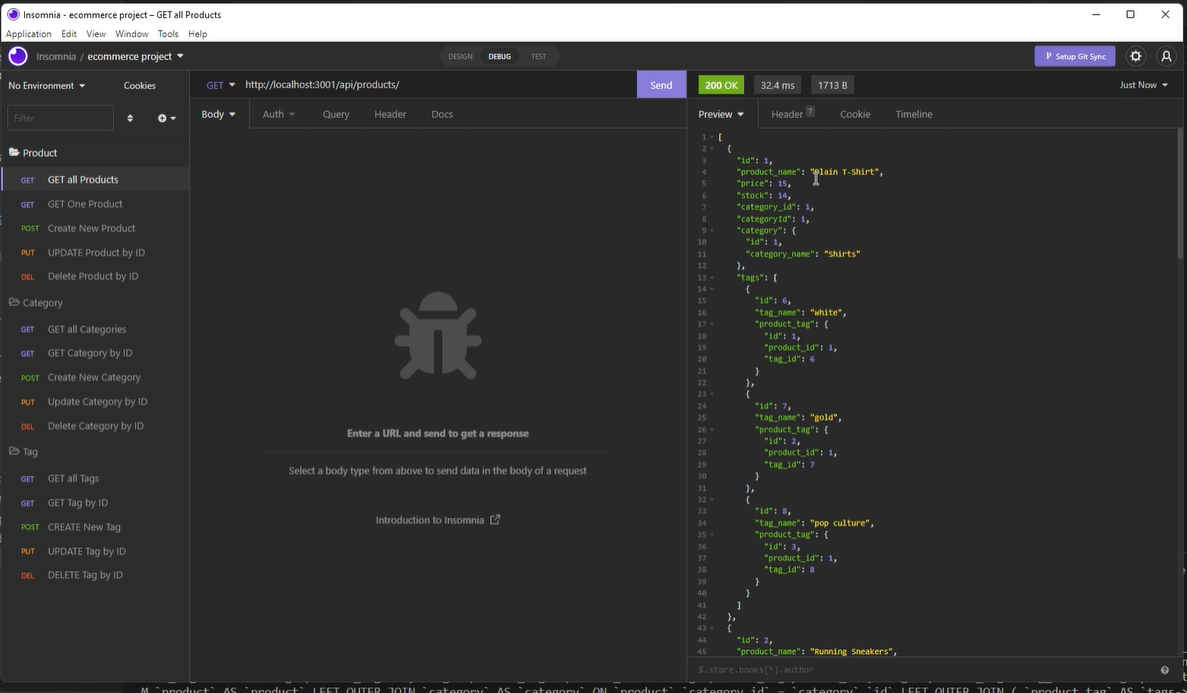 Insomnia - ecommerce project – GET all Products
Application Edit View Window Tools Help
Insomnia / ecommerce project
DESIGN DEBUG TEST
Setup Git Sync
No Environment Cookies
GET http://localhost:3001/api/products/ Send
200 OK 32.4 ms 1713 B Just Now
Filter
Body Auth Query Header Docs
Preview Header 7 Cookie Timeline
Product
GET GET all Products
GET GET One Product
POST Create New Product
PUT UPDATE Product by ID
DEL Delete Product by ID
Category
GET GET all Categories
GET GET Category by ID
POST Create New Category
PUT Update Category by ID
DEL Delete Category by ID
Tag
GET GET all Tags
GET GET Tag by ID
POST CREATE New Tag
PUT UPDATE Tag by ID
DEL DELETE Tag by ID
Enter a URL and send to get a response
Select a body type from above to send data in the body of a request
Introduction to Insomnia
1 [
2 {
3 "id": 1,
4 "product_name": "Plain T-Shirt",
5 "price": 15,
6 "stock": 14,
7 "category_id": 1,
8 "categoryId": 1,
9 "category": {
10 "id": 1,
11 "category_name": "Shirts"
12 },
13 "tags": [
14 {
15 "id": 6,
16 "tag_name": "white",
17 "product_tag": {
18 "id": 1,
19 "product_id": 1,
20 "tag_id": 6
21 }
22 },
23 {
24 "id": 7,
25 "tag_name": "gold",
26 "product_tag": {
27 "id": 2,
28 "product_id": 1,
29 "tag_id": 7
30 }
31 },
32 {
33 "id": 8,
34 "tag_name": "pop culture",
35 "product_tag": {
36 "id": 3,
37 "product_id": 1,
38 "tag_id": 8
39 }
40 }
41 ]
42 },
43 {
44 "id": 2,
45 "product_name": "Running Sneakers",
$.store.books[*].author
M `product` AS `product` LEFT OUTER JOIN `category` AS `category` ON `product`.`category_id` = `category`.`id` LEFT OUTER JOIN ( `product_tag` AS `tags-